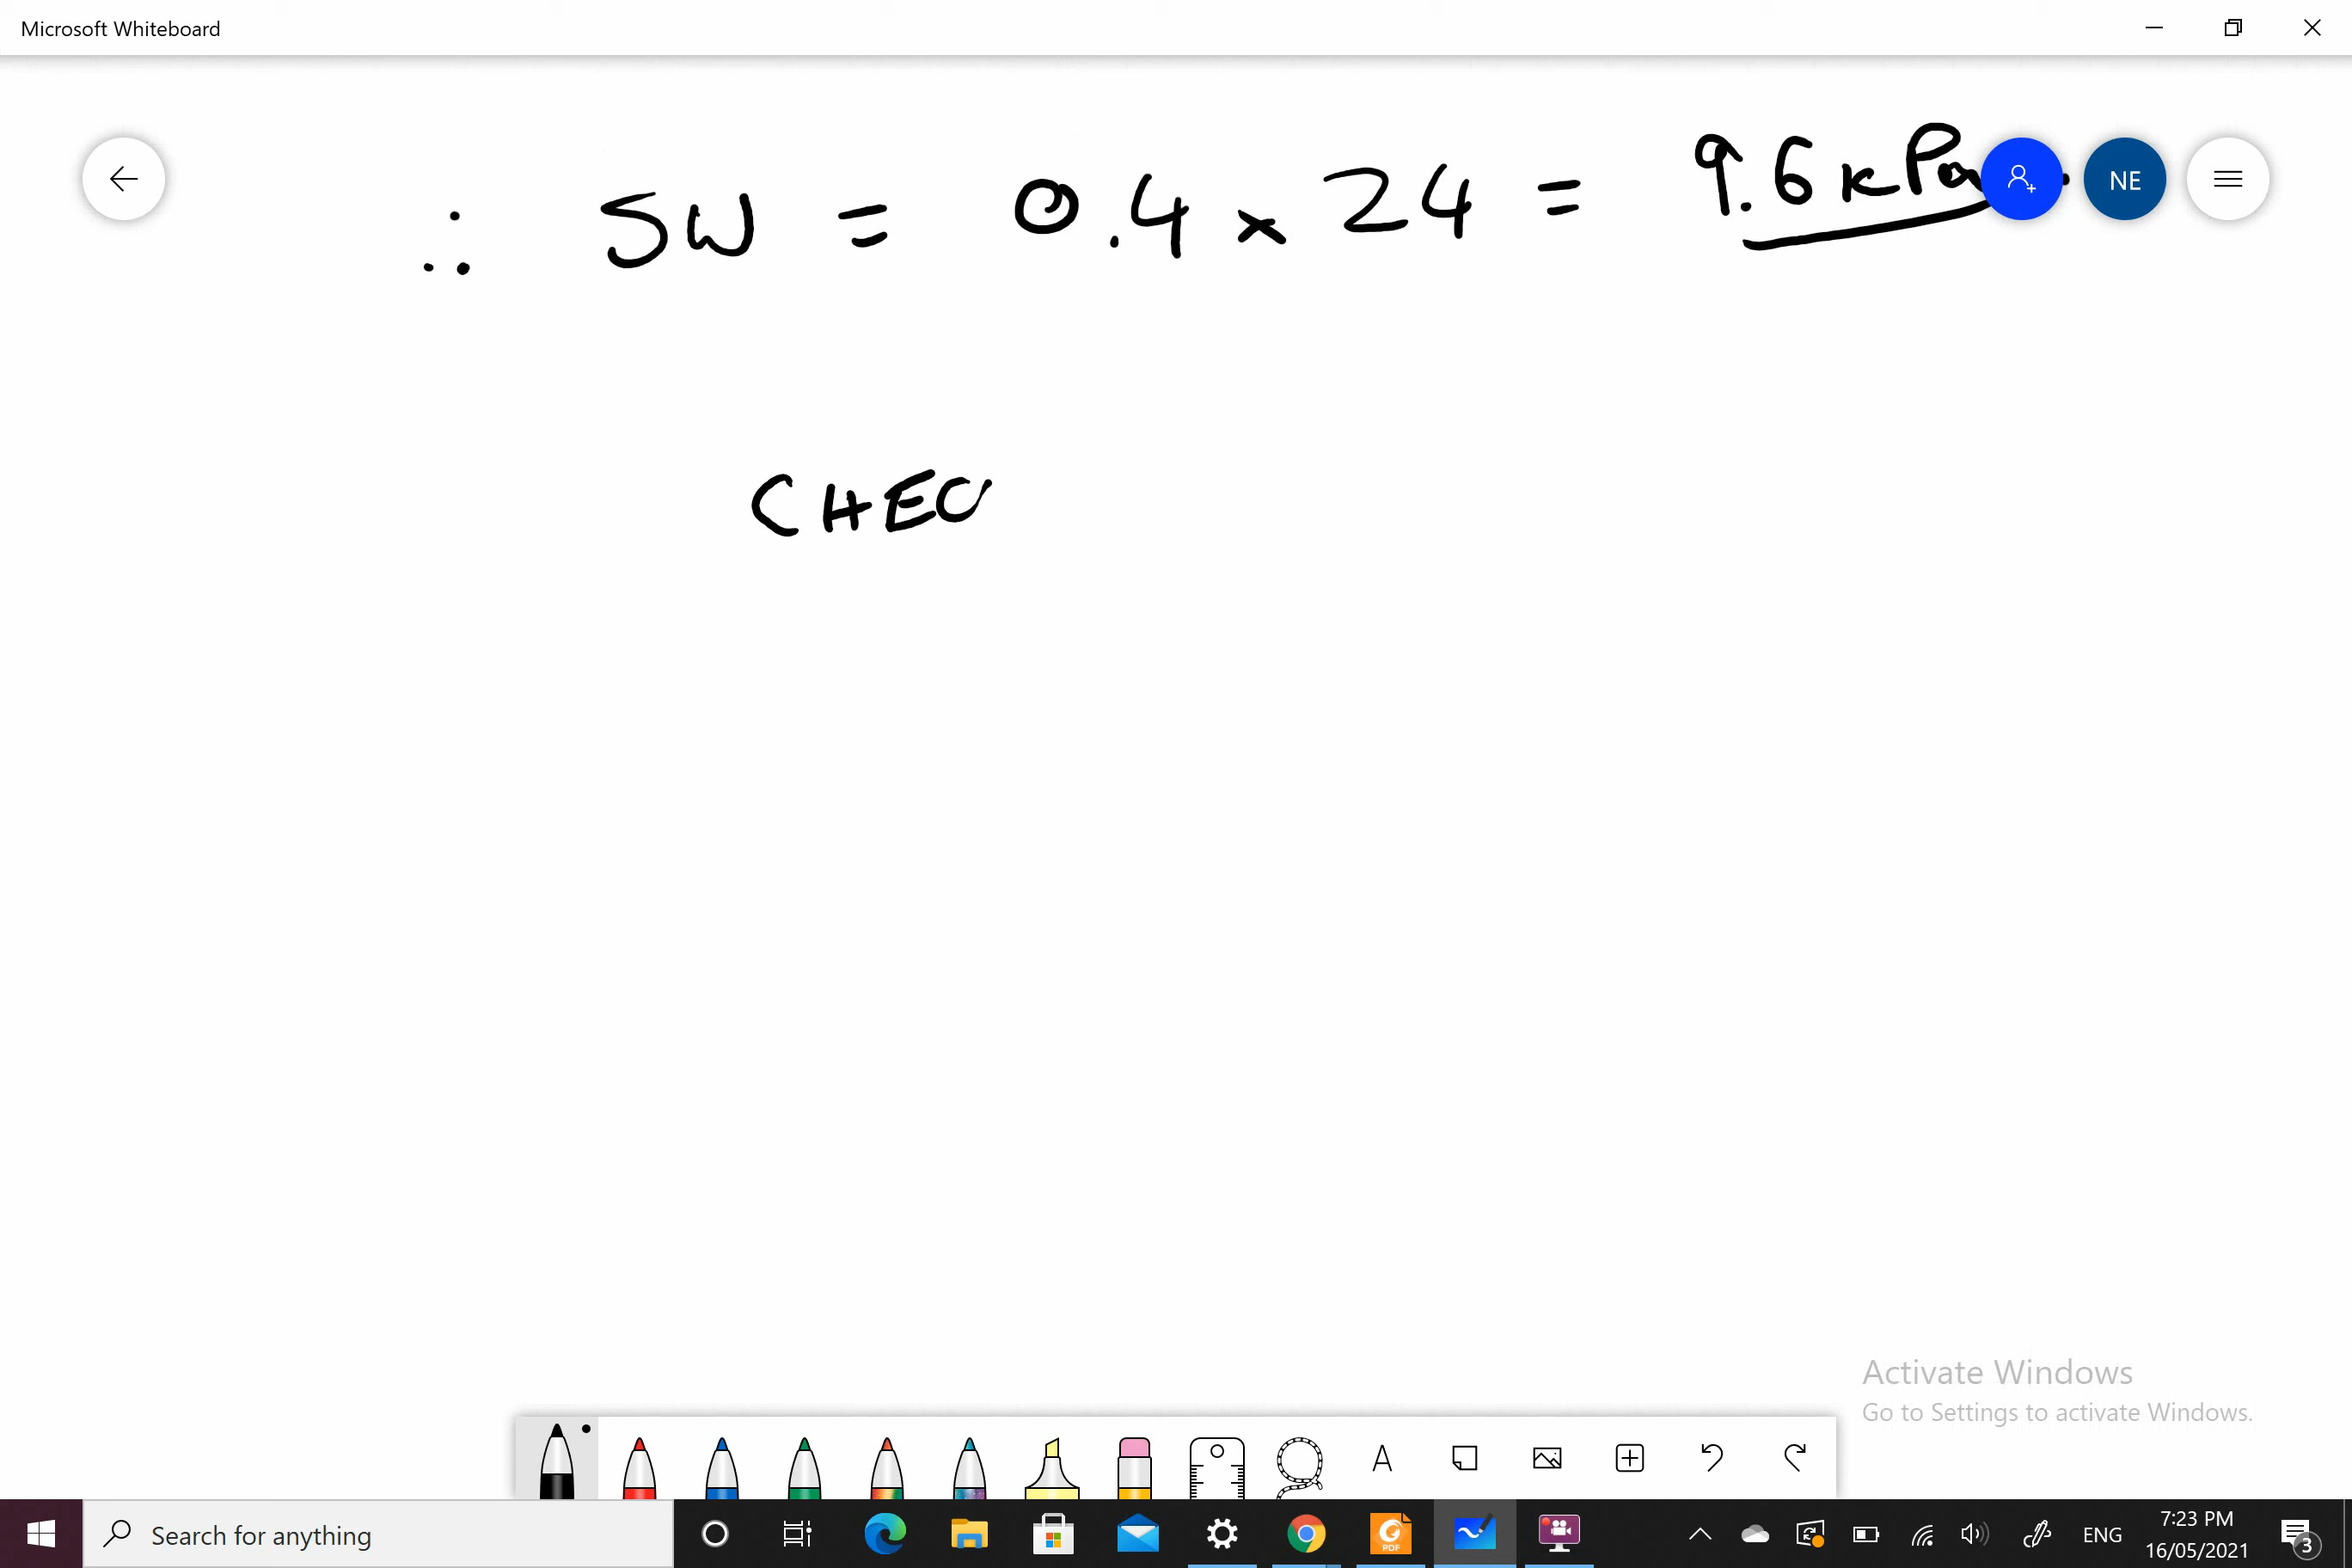 Microsoft Whiteboard
∴ SW = 0.4 × 24 = 9.6 kPa
NE
CHEC
Activate Windows
Go to Settings to activate Windows.
A
Search for anything
PDF
ENG
7:23 PM
16/05/2021
3